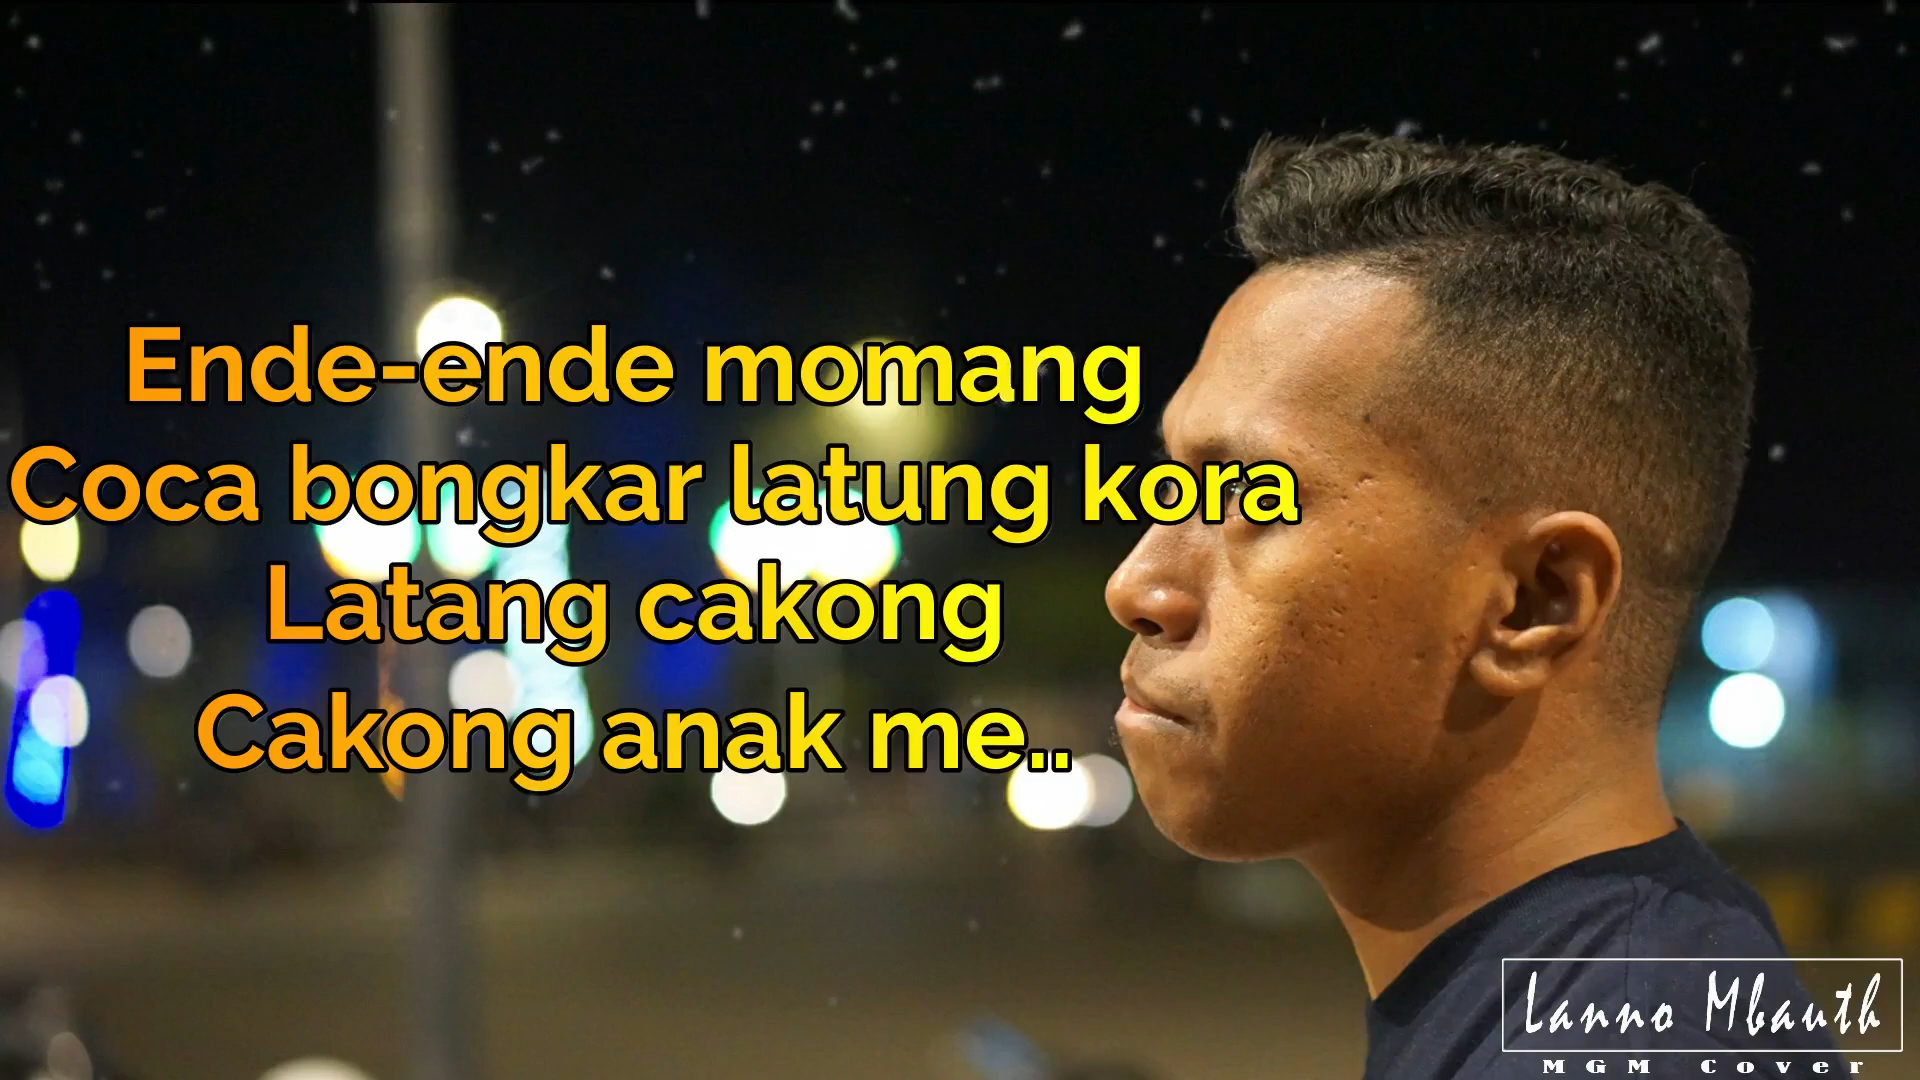 Ende-ende momang
Coca bongkar latung kora
Latang cakong
Cakong anak me..
Lanno Mbauth
MGM Cover